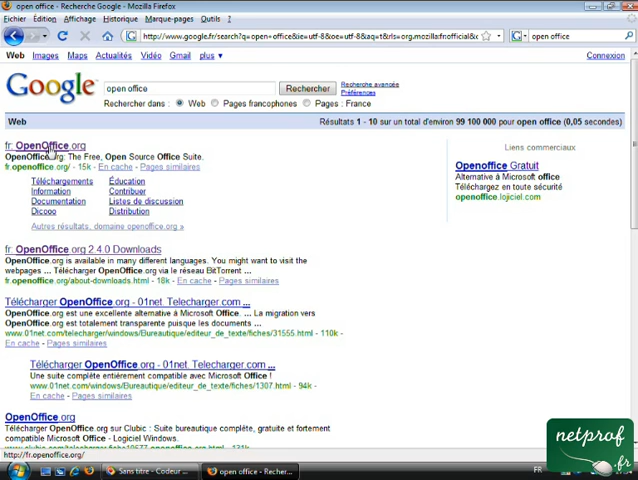 open office - Recherche Google - Mozilla Firefox
Fichier Édition Affichage Historique Marque-pages Outils ?
http://www.google.fr/search?q=open+office&ie=utf-8&oe=utf-8&aq=t&rls=org.mozilla:fr:official& open office
Web Images Maps Actualités Vidéo Gmail plus ▼ Connexion
Google open office Rechercher Recherche avancée
Préférences
Rechercher dans : Web Pages francophones Pages : France
Web Résultats 1 - 10 sur un total d'environ 99 100 000 pour open office (0,05 secondes)
fr: OpenOffice.org
OpenOffice.org: The Free, Open Source Office Suite.
fr.openoffice.org/ - 15k - En cache - Pages similaires
Téléchargements Éducation
Information Contribuer
Documentation Listes de discussion
Dicooo Distribution
Autres résultats, domaine openoffice.org »
Liens commerciaux
Openoffice Gratuit
Alternative à Microsoft office
Téléchargez en toute sécurité
openoffice.logiciel.com
fr: OpenOffice.org 2.4.0 Downloads
OpenOffice.org is available in many different languages. You might want to visit the
webpages ... Télécharger OpenOffice.org via le réseau BitTorrent ...
fr.openoffice.org/about-downloads.html - 18k - En cache - Pages similaires
Télécharger OpenOffice.org - 01net. Telecharger.com ...
OpenOffice.org est une excellente alternative à Microsoft Office. ... La migration vers
OpenOffice.org est totalement transparente puisque les documents ...
www.01net.com/telecharger/windows/Bureautique/editeur_de_texte/fiches/31555.html - 110k -
En cache - Pages similaires
Télécharger OpenOffice.org - 01net. Telecharger.com ...
Une suite complète entièrement compatible avec Microsoft Office !
www.01net.com/windows/Bureautique/editeur_de_texte/fiches/1307.html - 94k -
En cache - Pages similaires
OpenOffice.org
OpenOffice.org sur Clubic : Suite bureautique complète, gratuite et fortement
compatible Microsoft Office - Logiciel Windows.
http://fr.openoffice.org/
Sans titre - Codeur ... open office - Recher... FR
netprof
.fr